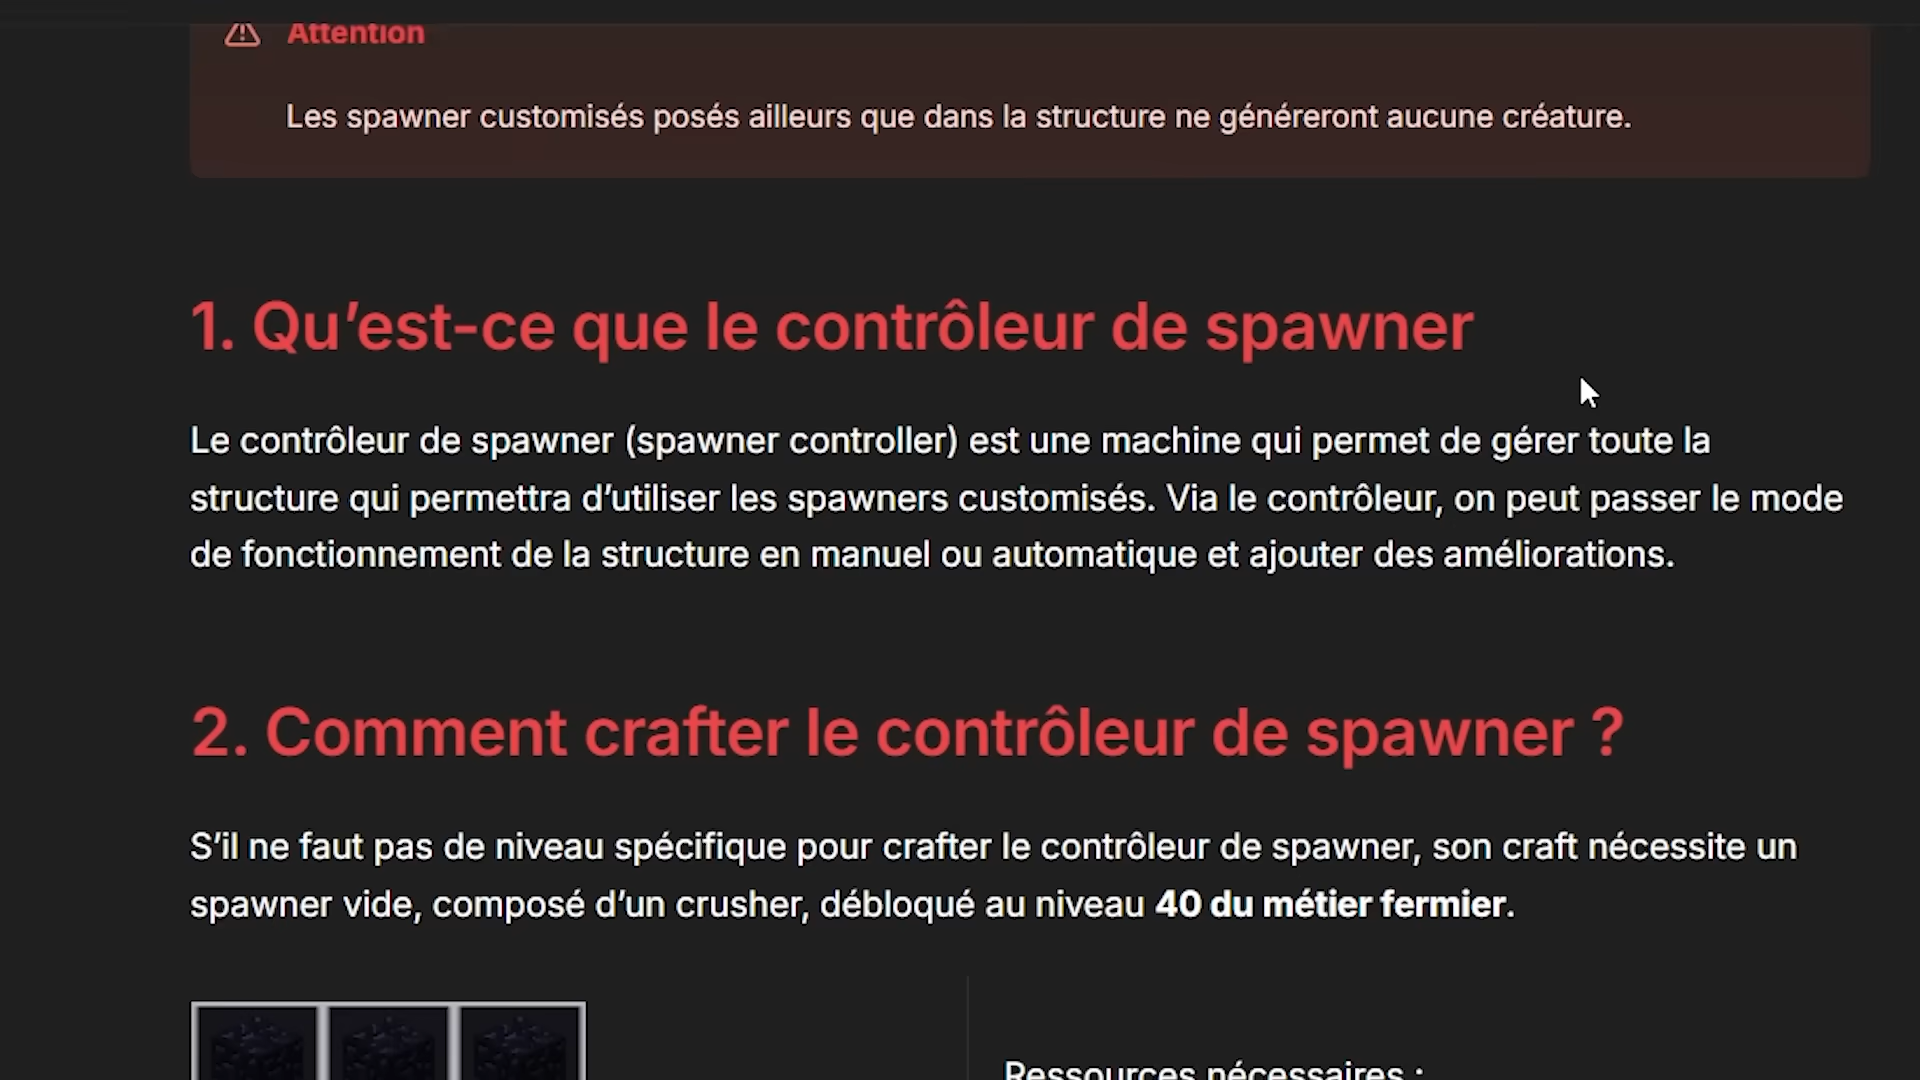 Attention
Les spawner customisés posés ailleurs que dans la structure ne généreront aucune créature.
1. Qu’est-ce que le contrôleur de spawner
Le contrôleur de spawner (spawner controller) est une machine qui permet de gérer toute la
structure qui permettra d’utiliser les spawners customisés. Via le contrôleur, on peut passer le mode
de fonctionnement de la structure en manuel ou automatique et ajouter des améliorations.
2. Comment crafter le contrôleur de spawner ?
S’il ne faut pas de niveau spécifique pour crafter le contrôleur de spawner, son craft nécessite un
spawner vide, composé d’un crusher, débloqué au niveau 40 du métier fermier.
Ressources nécessaires :